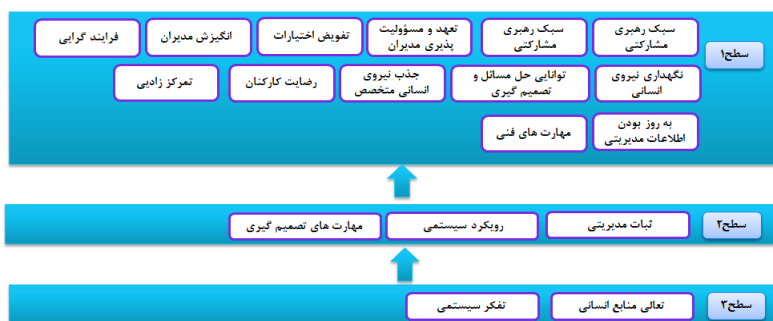 سطح۱
سبک رهبری
مشارکتی
سبک رهبری
مشارکتی
تعهد و مسؤولیت
پذیری مدیران
تفویض اختیارات
انگیزش مدیران
فرایند گرایی
نگهداری نیروی
انسانی
توانایی حل مسائل و
تصمیم گیری
جذب نیروی
انسانی متخصص
رضایت کارکنان
تمرکز زادیی
به روز بودن
اطلاعات مدیریتی
مهارت های فنی
سطح۲
ثبات مدیریتی
رویکرد سیستمی
مهارت های تصمیم گیری
سطح۳
تعالی منابع انسانی
تفکر سیستمی